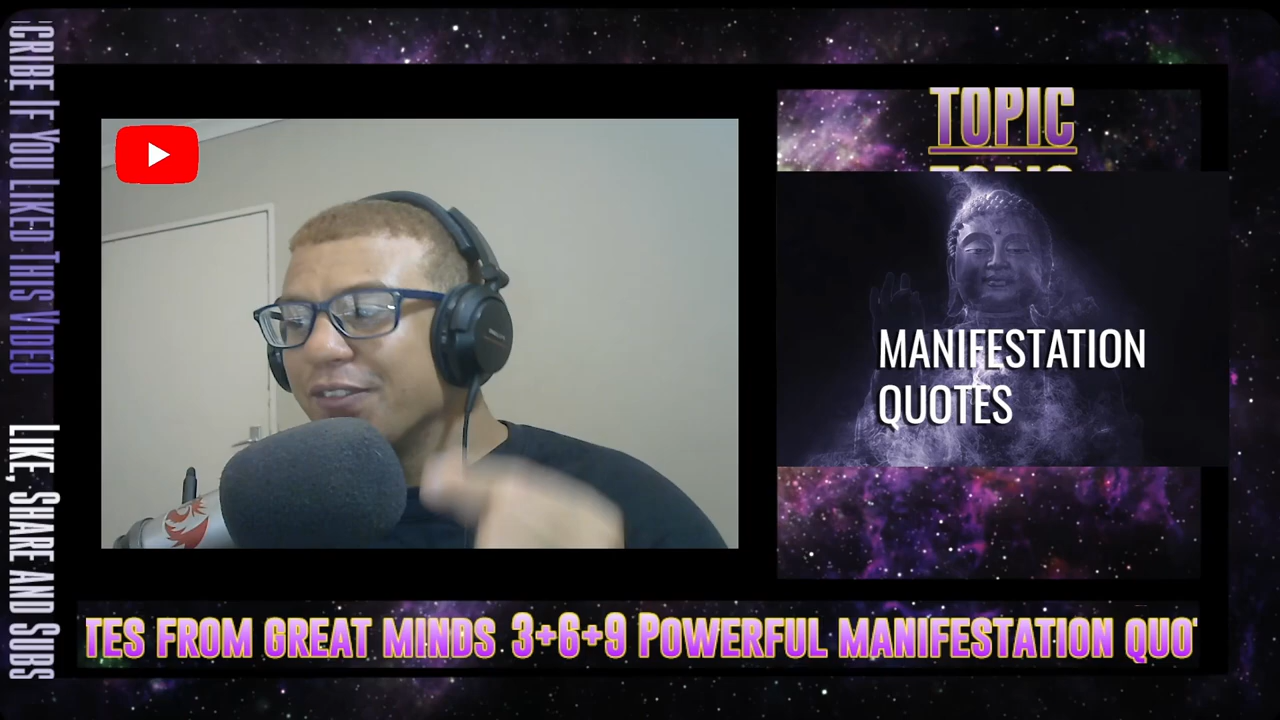 CRIBE IF YOU LIKED THIS VIDEO LIKE, SHARE AND SUBS
TOPIC
MANIFESTATION
QUOTES
TES FROM GREAT MINDS 3+6+9 POWERFUL MANIFESTATION QUO